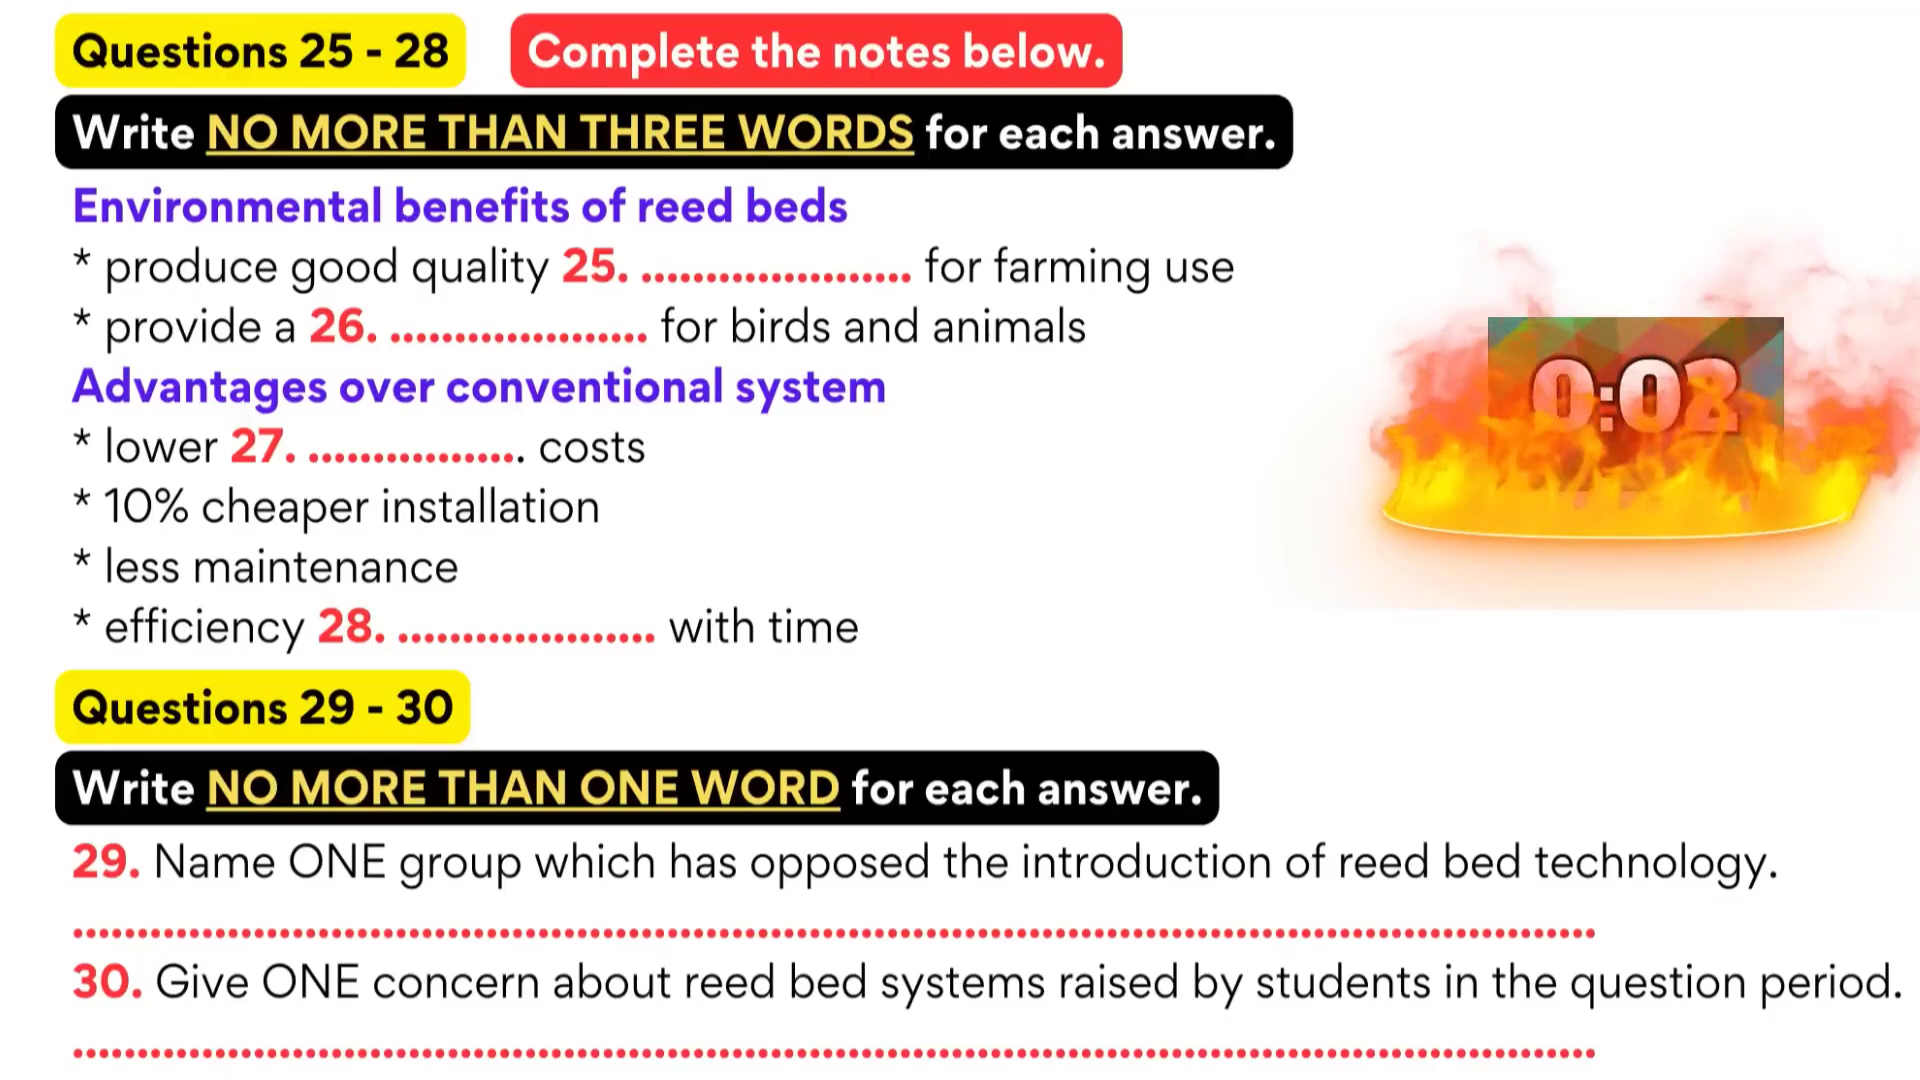 Questions 25 - 28 Complete the notes below.
Write NO MORE THAN THREE WORDS for each answer.
Environmental benefits of reed beds
* produce good quality 25. ..................... for farming use
* provide a 26. .................... for birds and animals
Advantages over conventional system
* lower 27. ................. costs
* 10% cheaper installation
* less maintenance
* efficiency 28. .................... with time
Questions 29 - 30
Write NO MORE THAN ONE WORD for each answer.
29. Name ONE group which has opposed the introduction of reed bed technology.
........................................................................................................................
30. Give ONE concern about reed bed systems raised by students in the question period.
........................................................................................................................
0:02